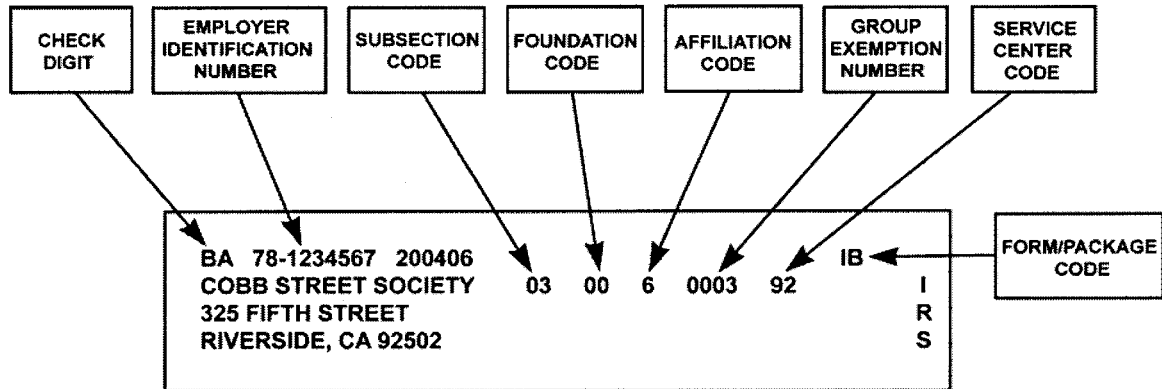 CHECK
DIGIT
EMPLOYER
IDENTIFICATION
NUMBER
SUBSECTION
CODE
FOUNDATION
CODE
AFFILIATION
CODE
GROUP
EXEMPTION
NUMBER
SERVICE
CENTER
CODE
BA 78-1234567 200406 IB
COBB STREET SOCIETY 03 00 6 0003 92 I
325 FIFTH STREET R
RIVERSIDE, CA 92502 S
FORM/PACKAGE
CODE